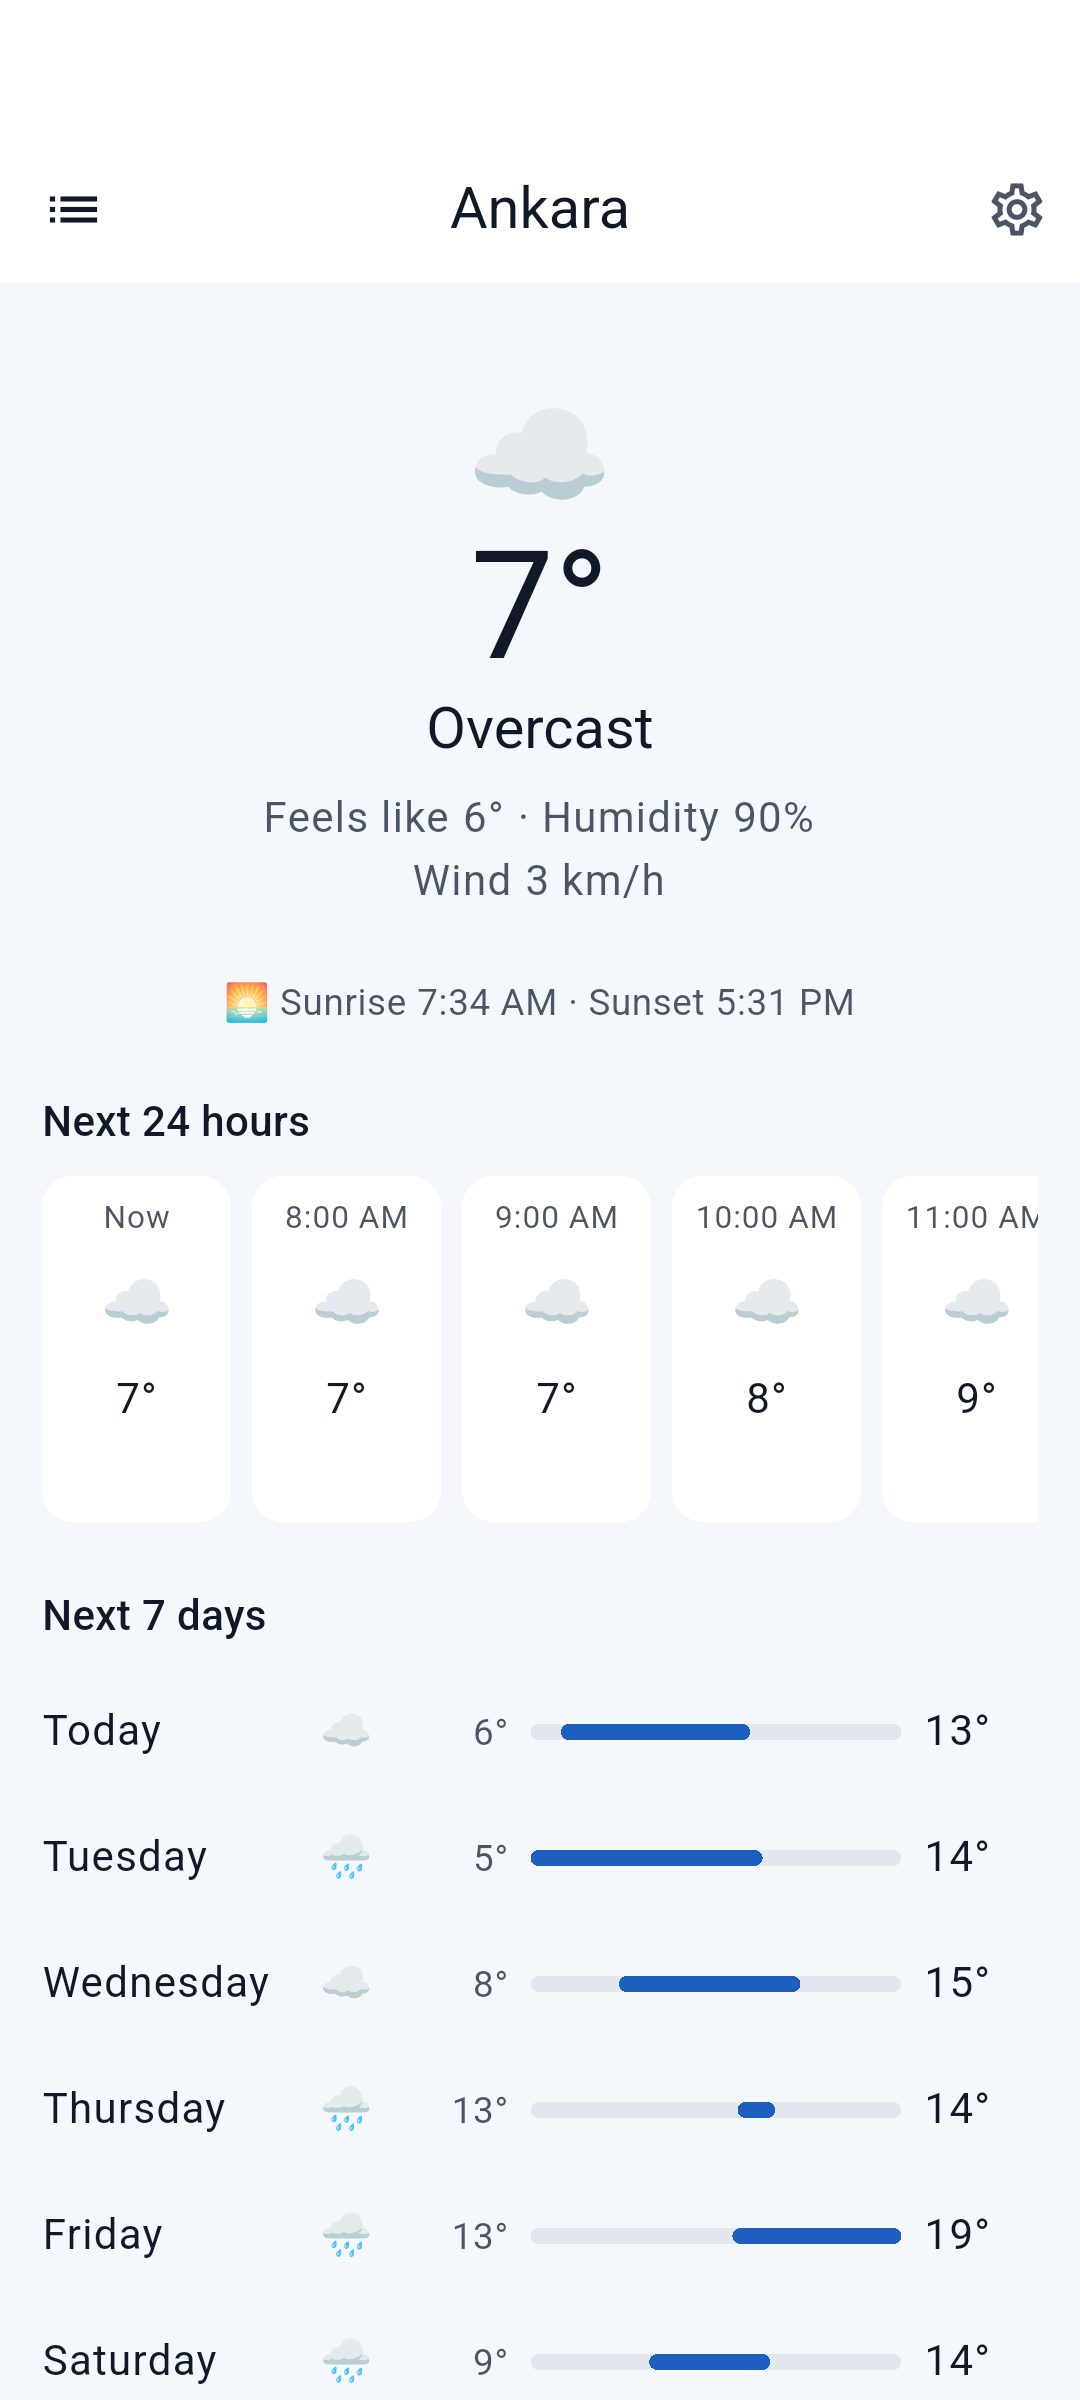 Ankara
7°
Overcast
Feels like 6° · Humidity 90%
Wind 3 km/h
Sunrise 7:34 AM · Sunset 5:31 PM
Next 24 hours
Now 8:00 AM 9:00 AM 10:00 AM 11:00 AM
7° 7° 7° 8° 9°
Next 7 days
Today 6° 13°
Tuesday 5° 14°
Wednesday 8° 15°
Thursday 13° 14°
Friday 13° 19°
Saturday 9° 14°